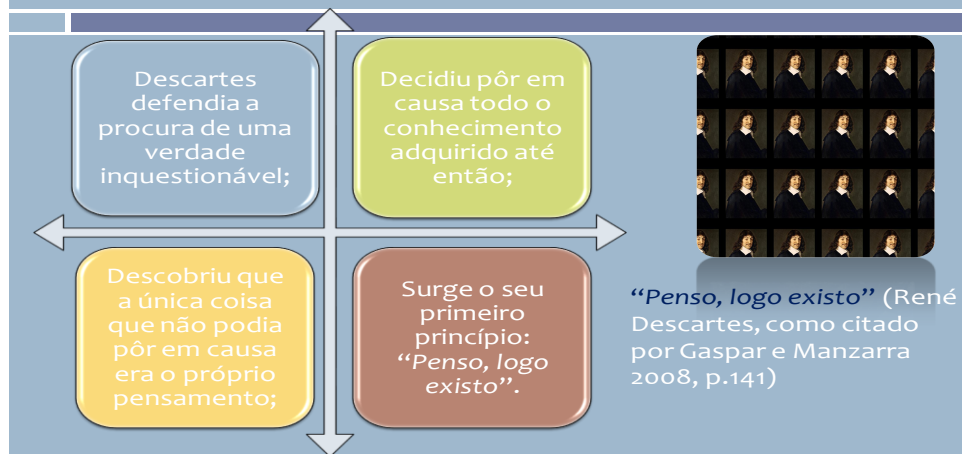 Descartes
defendia a
procura de uma
verdade
inquestionável;
Decidiu pôr em
causa todo o
conhecimento
adquirido até
então;
Descobriu que
a única coisa
que não podia
pôr em causa
era o próprio
pensamento;
Surge o seu
primeiro
princípio:
“Penso, logo
existo”.
“Penso, logo existo” (René
Descartes, como citado
por Gaspar e Manzarra
2008, p.141)